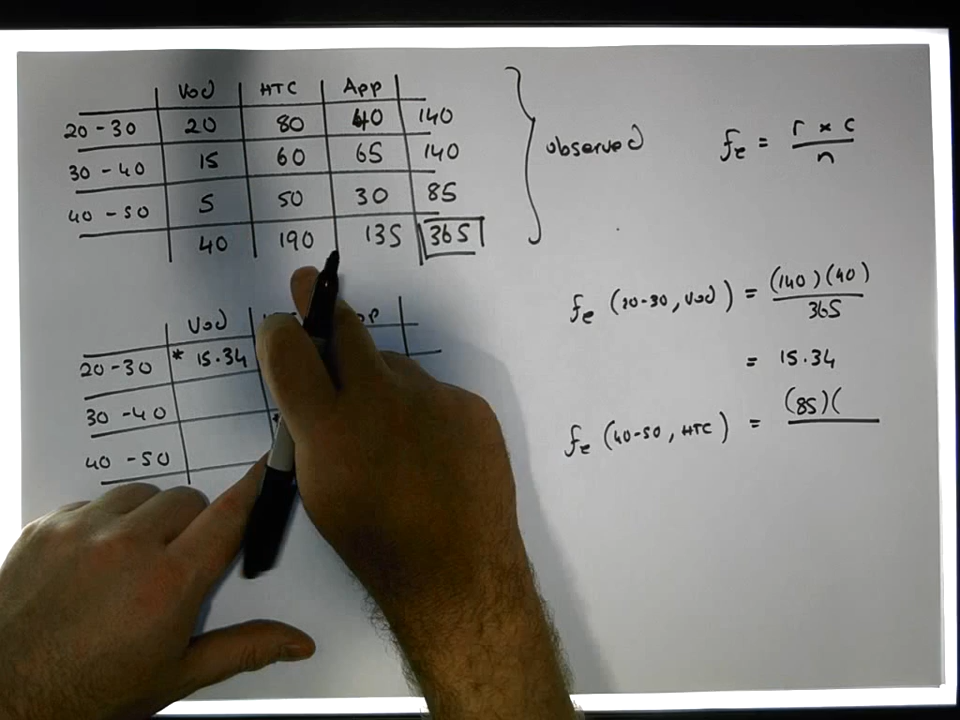 Vod HTC App
20-30 20 80 40 140
30-40 15 60 65 140
40-50 5 50 30 85
40 190 135 365
observed
fe = r × c / n
fe (20-30, Vod) = (140)(40) / 365
= 15.34
fe (40-50, HTC) = (85)(
Vod
20-30 * 15.34
30-40
40-50